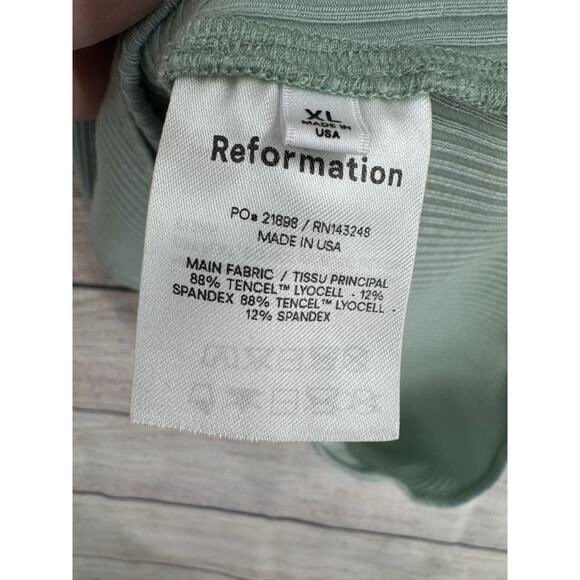 XL
MADE IN
USA
Reformation
PO# 21898 / RN143248
MADE IN USA
MAIN FABRIC / TISSU PRINCIPAL
88% TENCEL™ LYOCELL - 12%
SPANDEX 88% TENCEL™ LYOCELL -
12% SPANDEX